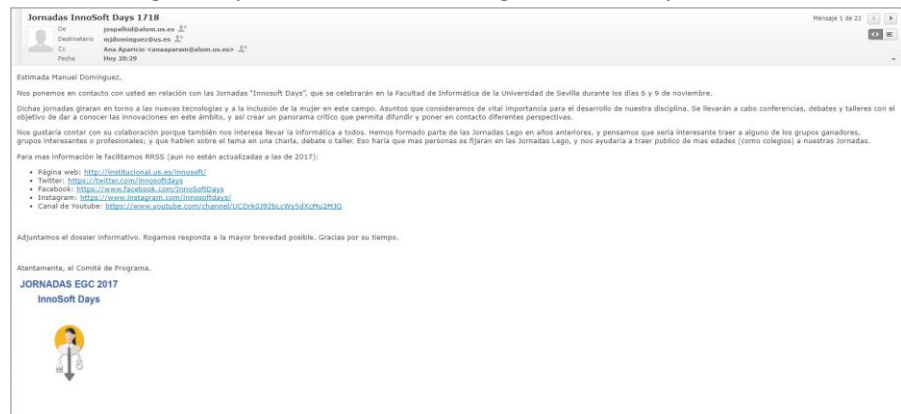 Jornadas InnoSoft Days 1718
Mensaje 1 de 21
De jospalhid@alum.us.es
Destinatario mjdominguez@us.es
Cc Ana Aparicio <anaaparam@alum.us.es>
Fecha Hoy 20:29
Estimada Manuel Domínguez,
Nos ponemos en contacto con usted en relación con las Jornadas "Innosoft Days", que se celebrarán en la Facultad de Informática de la Universidad de Sevilla durante los días 6 y 9 de noviembre.
Dichas jornadas giraran en torno a las nuevas tecnologías y a la inclusión de la mujer en este campo. Asuntos que consideramos de vital importancia para el desarrollo de nuestra disciplina. Se llevarán a cabo conferencias, debates y talleres con el
objetivo de dar a conocer las innovaciones en este ámbito, y así crear un panorama crítico que permita difundir y poner en contacto diferentes perspectivas.
Nos gustaría contar con su colaboración porque también nos interesa llevar la informática a todos. Hemos formado parte de las Jornadas Lego en años anteriores, y pensamos que sería interesante traer a alguno de los grupos ganadores,
grupos interesantes o profesionales; y que hablen sobre el tema en una charla, debate o taller. Eso haría que mas personas se fijaran en las Jornadas Lego, y nos ayudaría a traer publico de mas edades (como colegios) a nuestras Jornadas.
Para mas información le facilitamos RRSS (aun no están actualizadas a las de 2017):
• Página web: http://institucional.us.es/innosoft/
• Twitter: https://twitter.com/innosoftdays
• Facebook: https://www.facebook.com/InnoSoftDays
• Instagram: https://www.instagram.com/innosoftdays/
• Canal de Youtube: https://www.youtube.com/channel/UCDrk0J92bLcWySdXcMu2MJQ
Adjuntamos el dossier informativo. Rogamos responda a la mayor brevedad posible. Gracias por su tiempo.
Atentamente, el Comité de Programa.
JORNADAS EGC 2017
InnoSoft Days